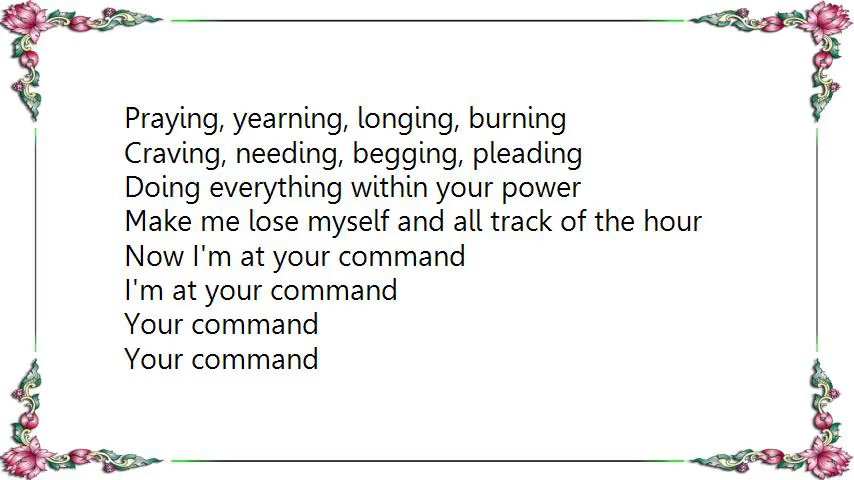 Praying, yearning, longing, burning
Craving, needing, begging, pleading
Doing everything within your power
Make me lose myself and all track of the hour
Now I'm at your command
I'm at your command
Your command
Your command